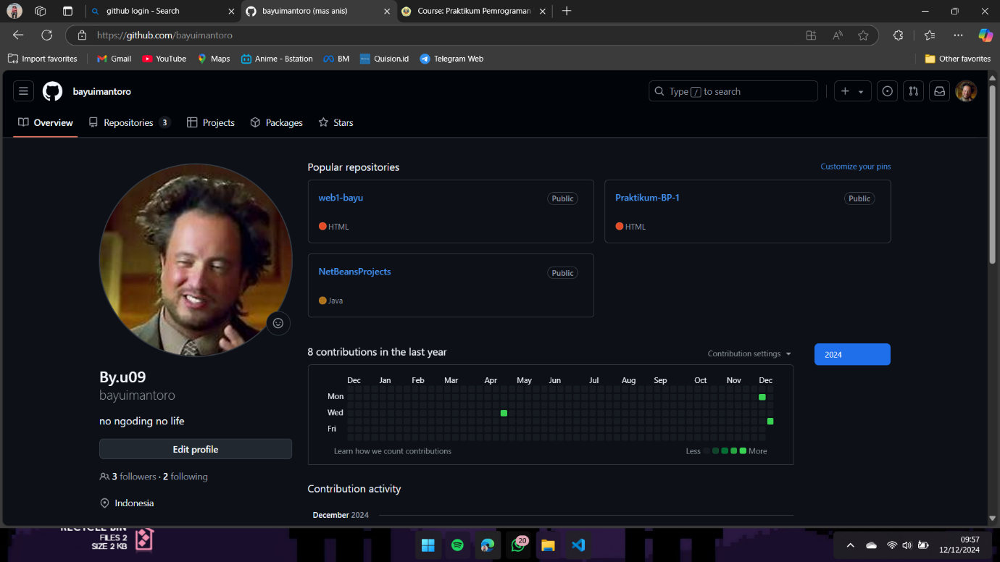 github login - Search
bayuimantoro (mas anis)
Course: Praktikum Pemrograman
https://github.com/bayuimantoro
Import favorites
Gmail
YouTube
Maps
Anime - Bstation
BM
Quision.id
Telegram Web
Other favorites
bayuimantoro
Type / to search
Overview
Repositories 3
Projects
Packages
Stars
Popular repositories
Customize your pins
web1-bayu
Public
HTML
Praktikum-BP-1
Public
HTML
NetBeansProjects
Public
Java
By.u09
bayuimantoro
no ngoding no life
Edit profile
3 followers · 2 following
Indonesia
8 contributions in the last year
Contribution settings
2024
Dec Jan Feb Mar Apr May Jun Jul Aug Sep Oct Nov Dec
Mon
Wed
Fri
Learn how we count contributions
Less More
Contribution activity
December 2024
RECYCLE BIN
FILES 2
SIZE 2 KB
20
09:57
12/12/2024